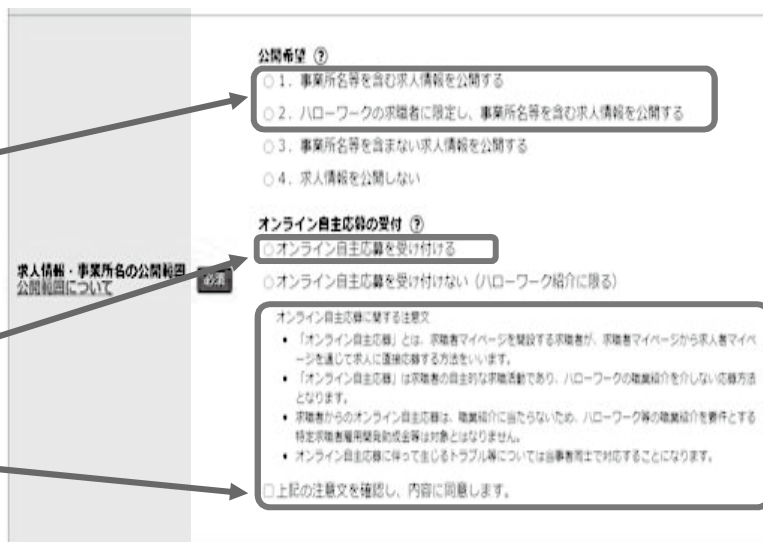 公開希望 ?
○1. 事業所名等を含む求人情報を公開する
○2. ハローワークの求職者に限定し、事業所名等を含む求人情報を公開する
○3. 事業所名等を含まない求人情報を公開する
○4. 求人情報を公開しない
オンライン自主応募の受付 ?
○オンライン自主応募を受け付ける
求人情報・事業所名の公開範囲
公開範囲について
必須
○オンライン自主応募を受け付けない（ハローワーク紹介に限る）
オンライン自主応募に関する注意文
• 「オンライン自主応募」とは、求職者マイページを開設する求職者が、求職者マイページから求人者マイペ
ージを通じて求人に直接応募する方法をいいます。
• 「オンライン自主応募」は求職者の自主的な求職活動であり、ハローワークの職業紹介を介しない応募方法
となります。
• 求職者からのオンライン自主応募は、職業紹介に当たらないため、ハローワーク等の職業紹介を要件とする
特定求職者雇用開発助成金等は対象とはなりません。
• オンライン自主応募に伴って生じるトラブル等については当事者同士で対応することになります。
□上記の注意文を確認し、内容に同意します。